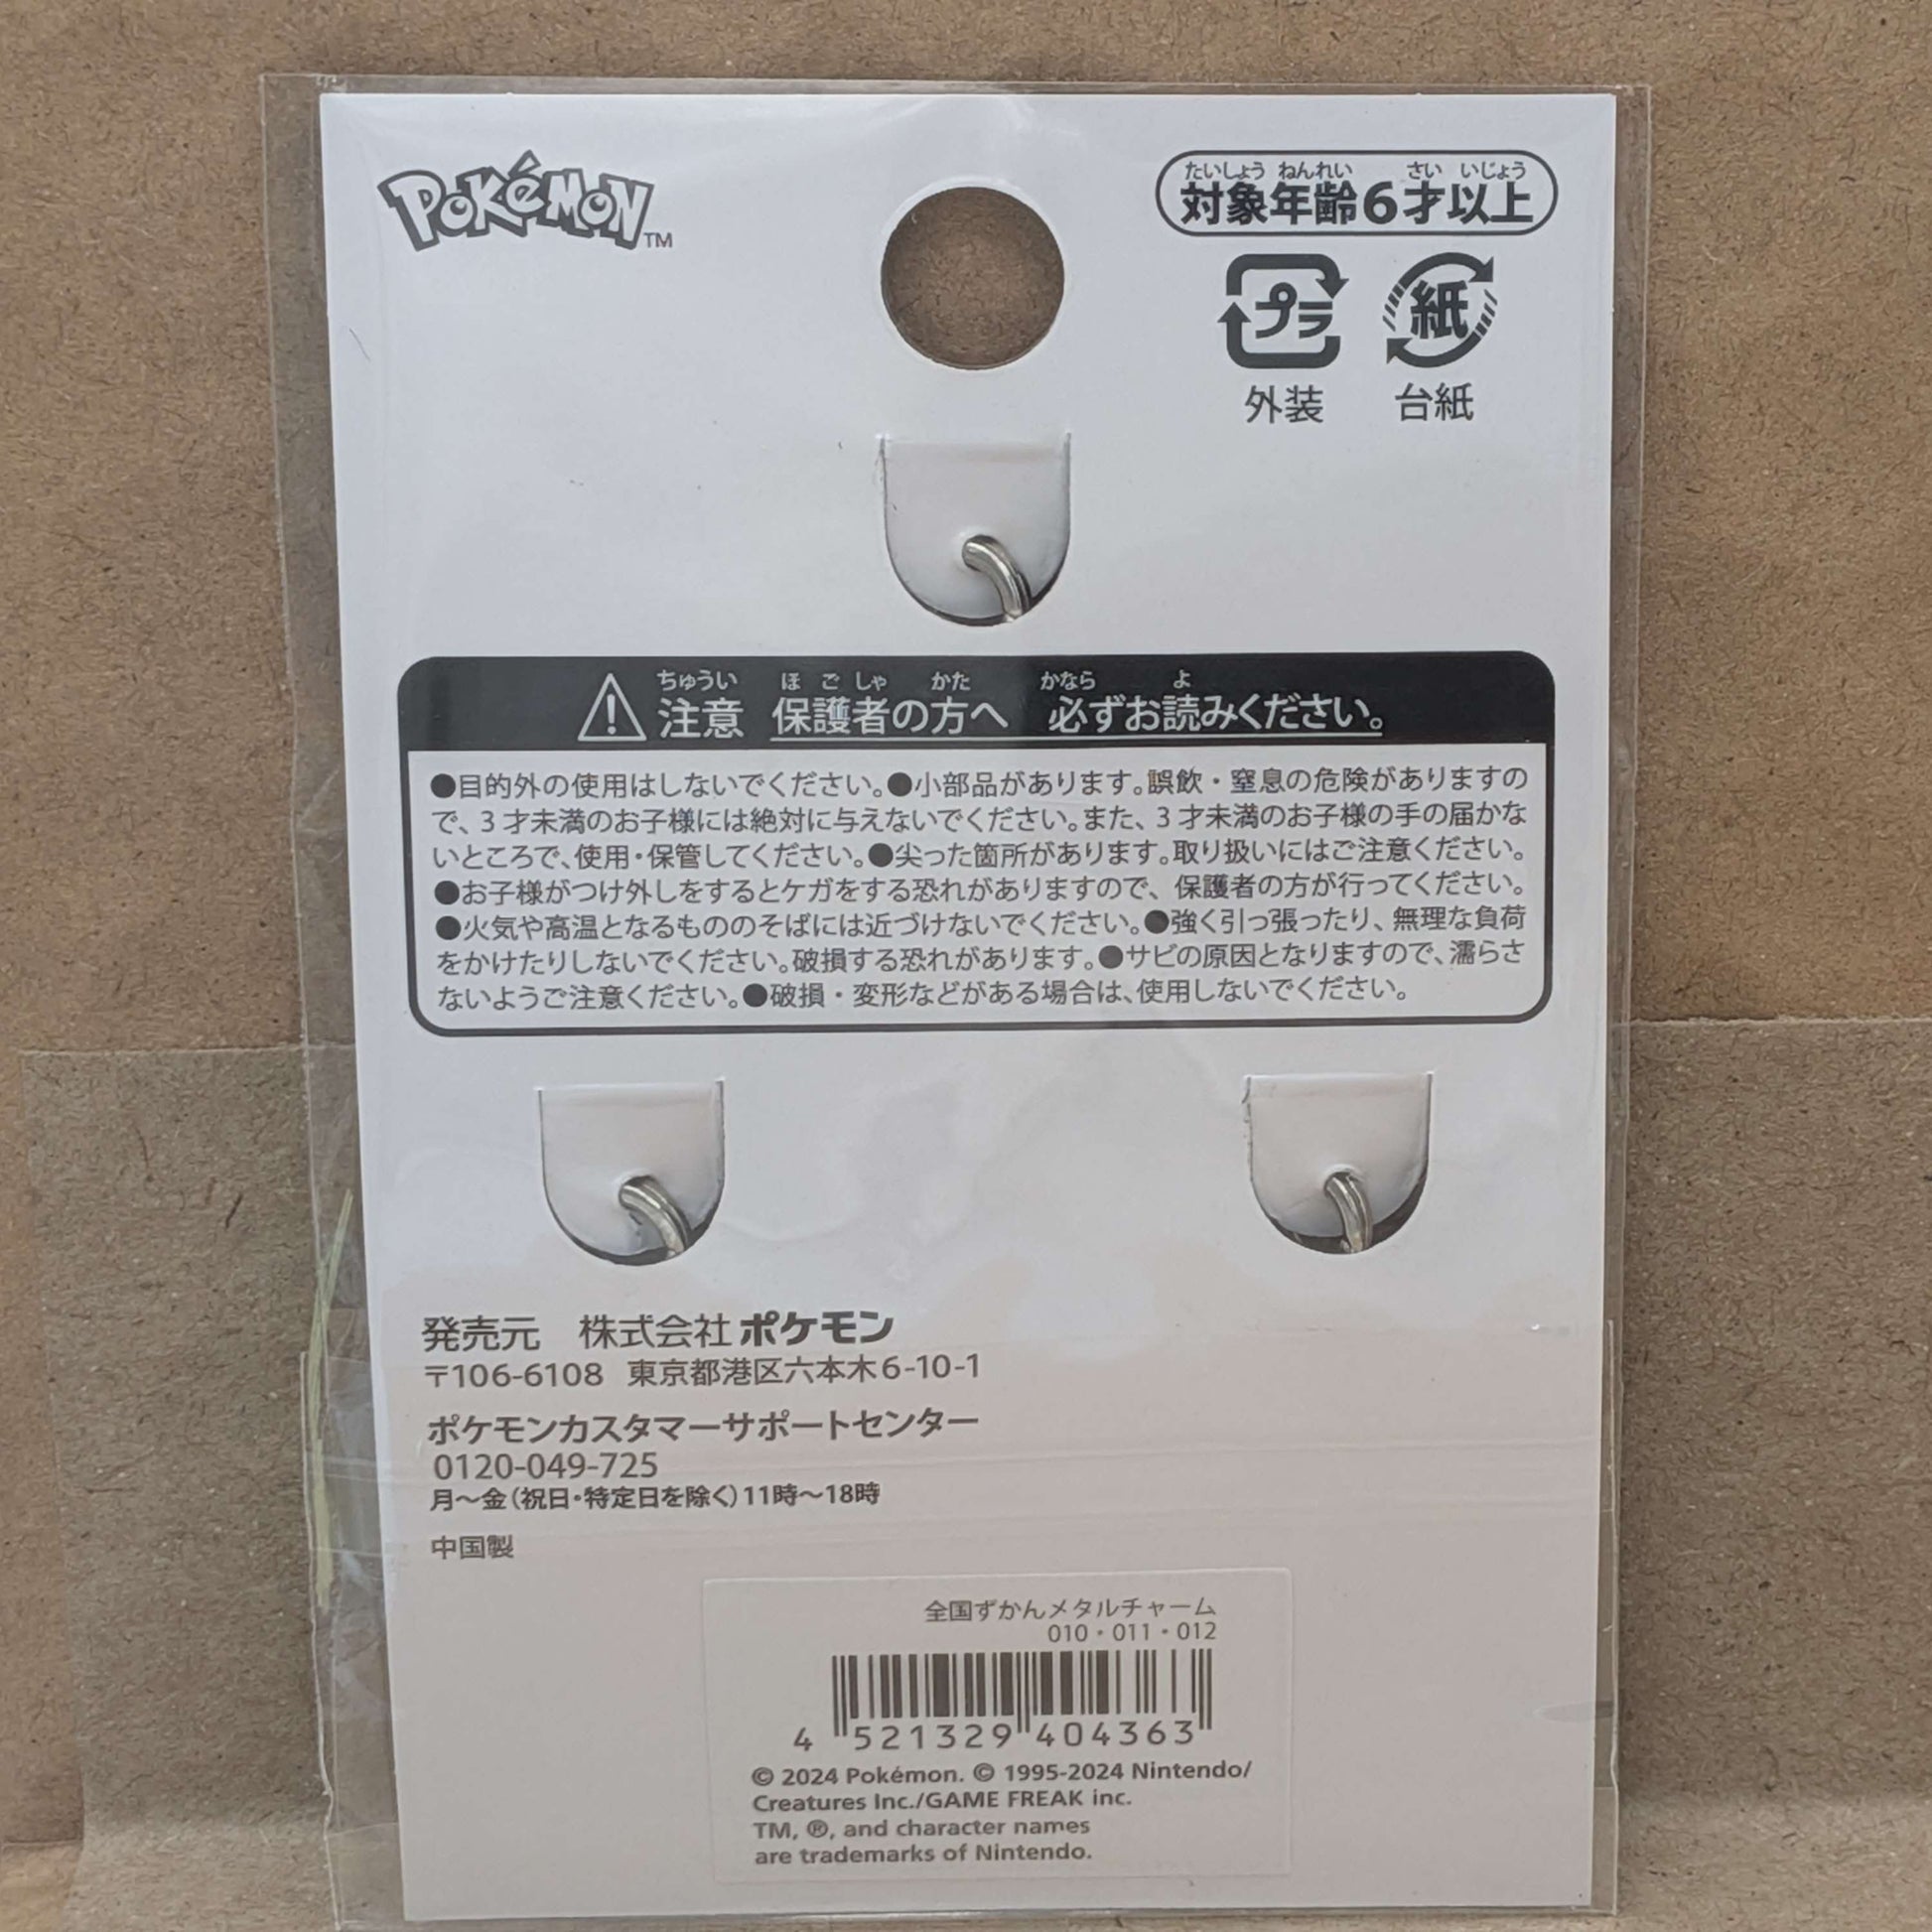 POKéMON TM
たいしょう ねんれい さい いじょう
対象年齢6才以上
プラ 紙
外装 台紙
ちゅうい ほ ご しゃ かた かなら よ
注意 保護者の方へ 必ずお読みください。
●目的外の使用はしないでください。●小部品があります。誤飲・窒息の危険がありますの
で、3才未満のお子様には絶対に与えないでください。また、3才未満のお子様の手の届かな
いところで、使用・保管してください。●尖った箇所があります。取り扱いにはご注意ください。
●お子様がつけ外しをするとケガをする恐れがありますので、保護者の方が行ってください。
●火気や高温となるもののそばには近づけないでください。●強く引っ張ったり、無理な負荷
をかけたりしないでください。破損する恐れがあります。●サビの原因となりますので、濡らさ
ないようご注意ください。●破損・変形などがある場合は、使用しないでください。
発売元 株式会社ポケモン
〒106-6108 東京都港区六本木6-10-1
ポケモンカスタマーサポートセンター
0120-049-725
月～金(祝日・特定日を除く)11時～18時
中国製
全国ずかんメタルチャーム
010・011・012
4 521329 404363
© 2024 Pokémon. © 1995-2024 Nintendo/
Creatures Inc./GAME FREAK inc.
TM, ®, and character names
are trademarks of Nintendo.